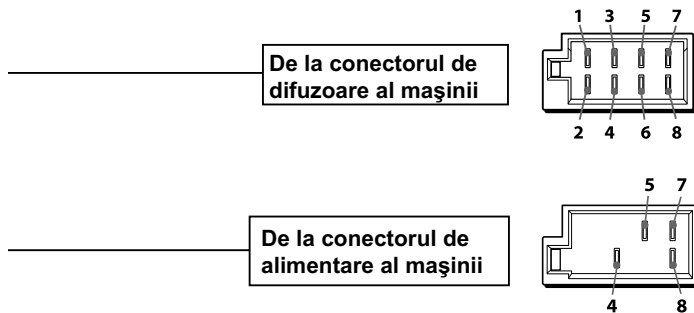 1 3 5 7
De la conectorul de
difuzoare al maşinii
2 4 6 8
5 7
De la conectorul de
alimentare al maşinii
4 8